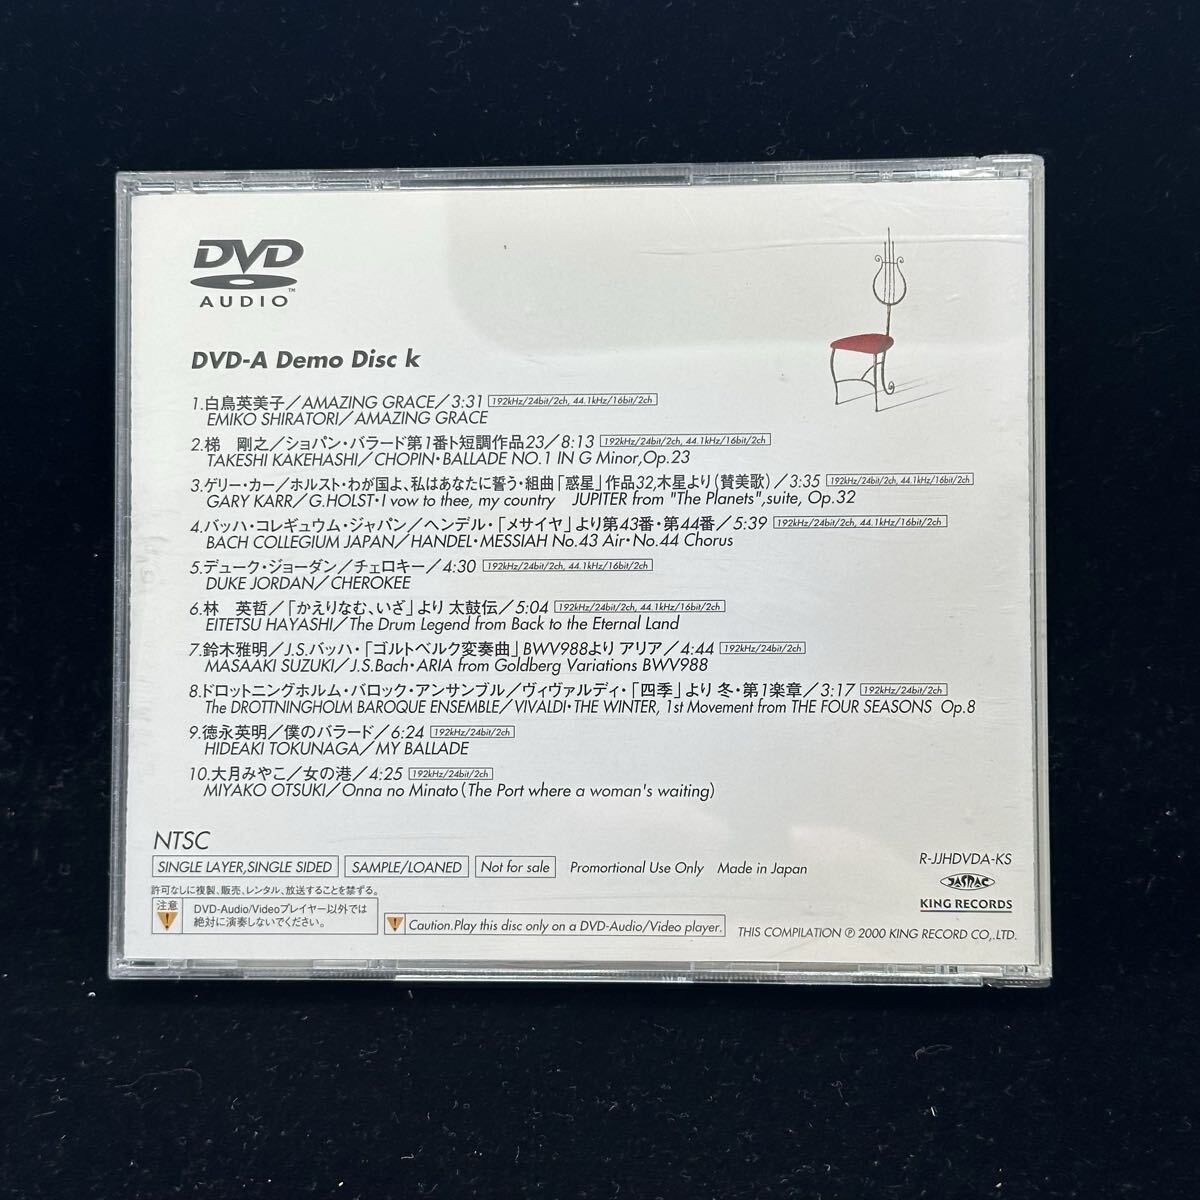 DVD
AUDIO™
DVD-A Demo Disc k
1.白鳥英美子／AMAZING GRACE／3:31 192kHz/24bit/2ch, 44.1kHz/16bit/2ch
EMIKO SHIRATORI／AMAZING GRACE
2.梯 剛之／ショパン・バラード第1番ト短調作品23／8:13 192kHz/24bit/2ch, 44.1kHz/16bit/2ch
TAKESHI KAKEHASHI／CHOPIN・BALLADE NO.1 IN G Minor,Op.23
3.ゲリー・カー／ホルスト・わが国よ、私はあなたに誓う・組曲「惑星」作品32,木星より(賛美歌)／3:35 192kHz/24bit/2ch, 44.1kHz/16bit/2ch
GARY KARR／G.HOLST・I vow to thee, my country JUPITER from "The Planets",suite, Op.32
4.バッハ・コレギュウム・ジャパン／ヘンデル・「メサイヤ」より第43番・第44番／5:39 192kHz/24bit/2ch, 44.1kHz/16bit/2ch
BACH COLLEGIUM JAPAN／HANDEL・MESSIAH No.43 Air・No.44 Chorus
5.デューク・ジョーダン／チェロキー／4:30 192kHz/24bit/2ch, 44.1kHz/16bit/2ch
DUKE JORDAN／CHEROKEE
6.林 英哲／「かえりなむ、いざ」より 太鼓伝／5:04 192kHz/24bit/2ch, 44.1kHz/16bit/2ch
EITETSU HAYASHI／The Drum Legend from Back to the Eternal Land
7.鈴木雅明／J.S.バッハ・「ゴルトベルク変奏曲」BWV988より アリア／4:44 192kHz/24bit/2ch
MASAAKI SUZUKI／J.S.Bach・ARIA from Goldberg Variations BWV988
8.ドロットニングホルム・バロック・アンサンブル／ヴィヴァルディ・「四季」より 冬・第1楽章／3:17 192kHz/24bit/2ch
The DROTTNINGHOLM BAROQUE ENSEMBLE／VIVALDI・THE WINTER, 1st Movement from THE FOUR SEASONS Op.8
9.徳永英明／僕のバラード／6:24 192kHz/24bit/2ch
HIDEAKI TOKUNAGA／MY BALLADE
10.大月みやこ／女の港／4:25 192kHz/24bit/2ch
MIYAKO OTSUKI／Onna no Minato (The Port where a woman's waiting)
NTSC
SINGLE LAYER,SINGLE SIDED SAMPLE/LOANED Not for sale Promotional Use Only Made in Japan
R-JJHDVDA-KS
JASRAC
KING RECORDS
許可なしに複製、販売、レンタル、放送することを禁ずる。
注意 DVD-Audio/Videoプレイヤー以外では
絶対に演奏しないでください。
Caution.Play this disc only on a DVD-Audio/Video player.
THIS COMPILATION ℗ 2000 KING RECORD CO,.LTD.